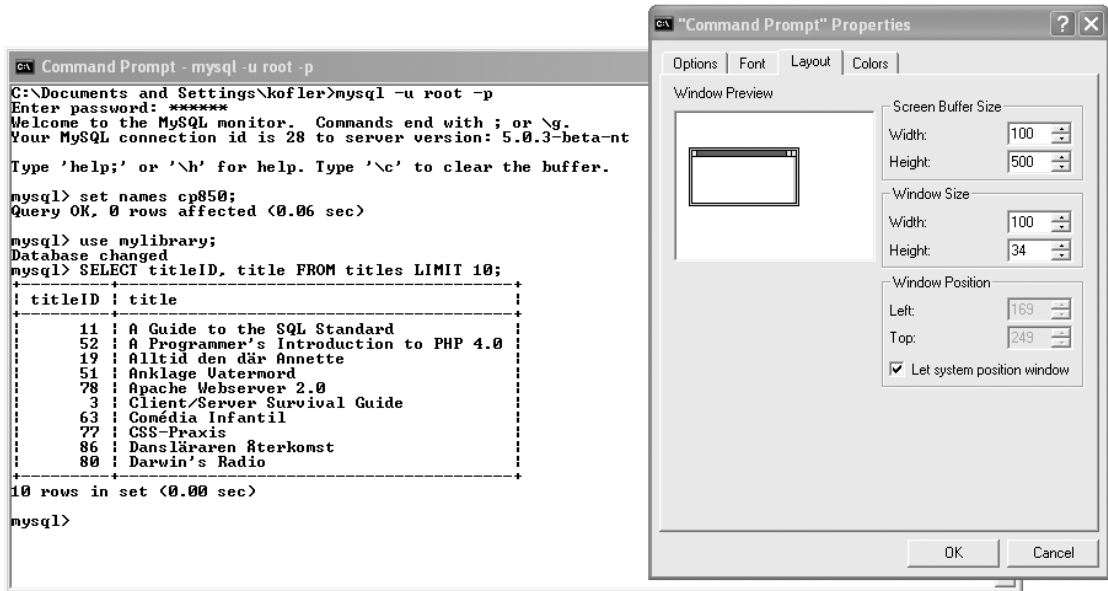 Command Prompt - mysql -u root -p
C:\Documents and Settings\kofler>mysql -u root -p
Enter password: ******
Welcome to the MySQL monitor.  Commands end with ; or \g.
Your MySQL connection id is 28 to server version: 5.0.3-beta-nt
Type 'help;' or '\h' for help. Type '\c' to clear the buffer.
mysql> set names cp850;
Query OK, 0 rows affected (0.06 sec)
mysql> use mylibrary;
Database changed
mysql> SELECT titleID, title FROM titles LIMIT 10;
+---------+------------------------------------------+
| titleID | title                                    |
+---------+------------------------------------------+
|      11 | A Guide to the SQL Standard              |
|      52 | A Programmer's Introduction to PHP 4.0 |
|      19 | Alltid den där Annette                   |
|      51 | Anklage Vatermord                        |
|      78 | Apache Webserver 2.0                     |
|       3 | Client/Server Survival Guide             |
|      63 | Comédia Infantil                         |
|      77 | CSS-Praxis                               |
|      86 | Dansläraren Återkomst                    |
|      80 | Darwin's Radio                           |
+---------+------------------------------------------+
10 rows in set (0.00 sec)
mysql>
"Command Prompt" Properties
Options Font Layout Colors
Window Preview
Screen Buffer Size
Width: 100
Height: 500
Window Size
Width: 100
Height: 34
Window Position
Left: 169
Top: 249
Let system position window
OK Cancel